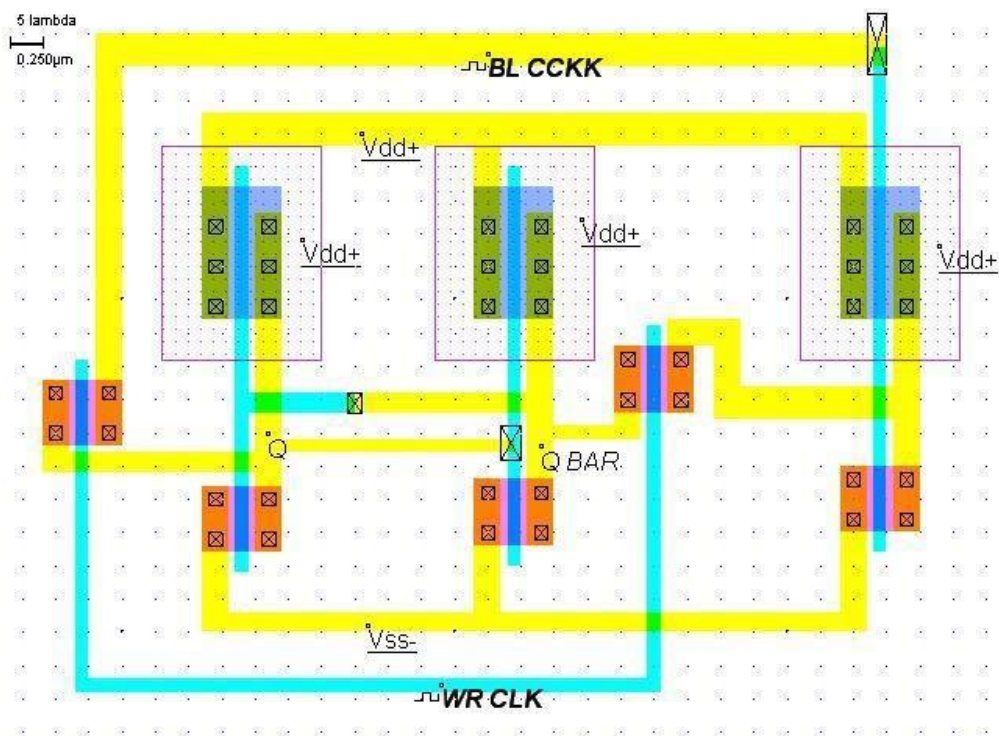 5 lambda
0.250µm
BL CCKK
Vdd+
Vdd+
Vdd+
Vdd+
Q
Q BAR
Vss-
WR CLK